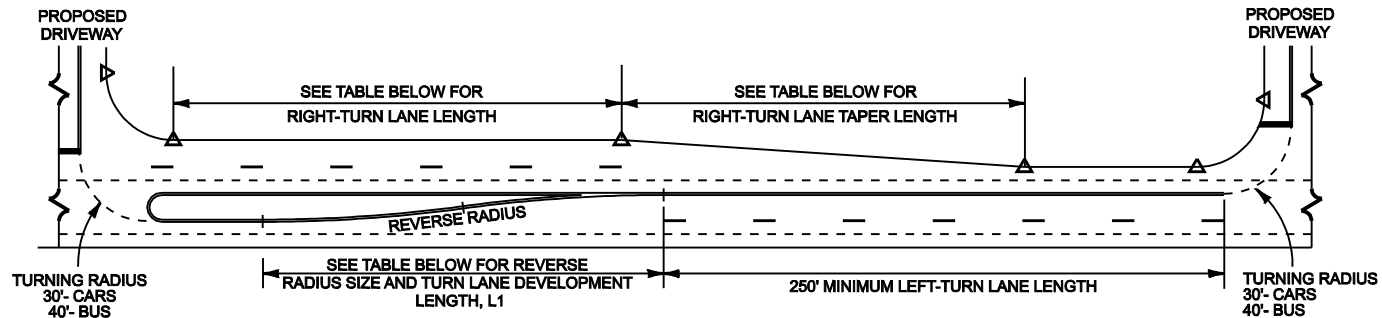 PROPOSED
DRIVEWAY
PROPOSED
DRIVEWAY
SEE TABLE BELOW FOR
RIGHT-TURN LANE LENGTH
SEE TABLE BELOW FOR
RIGHT-TURN LANE TAPER LENGTH
REVERSE RADIUS
TURNING RADIUS
30'- CARS
40'- BUS
SEE TABLE BELOW FOR REVERSE
RADIUS SIZE AND TURN LANE DEVELOPMENT
LENGTH, L1
250' MINIMUM LEFT-TURN LANE LENGTH
TURNING RADIUS
30'- CARS
40'- BUS